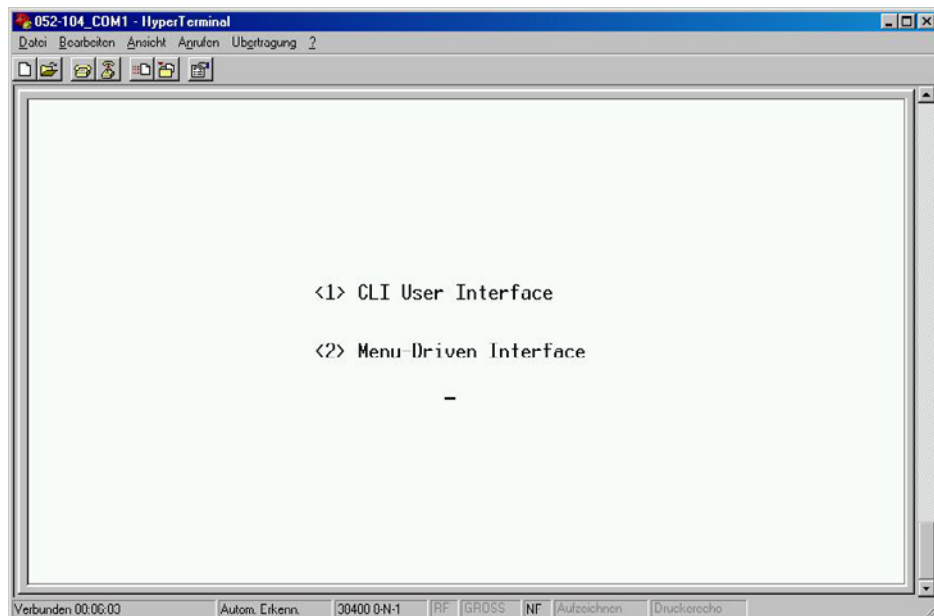 052-104_COM1 - HyperTerminal
Datei Bearbeiten Ansicht Anrufen Übertragung ?
<1> CLI User Interface
<2> Menu-Driven Interface
Verbunden 00:06:03 Autom. Erkenn. 38400 8-N-1 RF GROSS NF Aufzeichnen Druckerecho